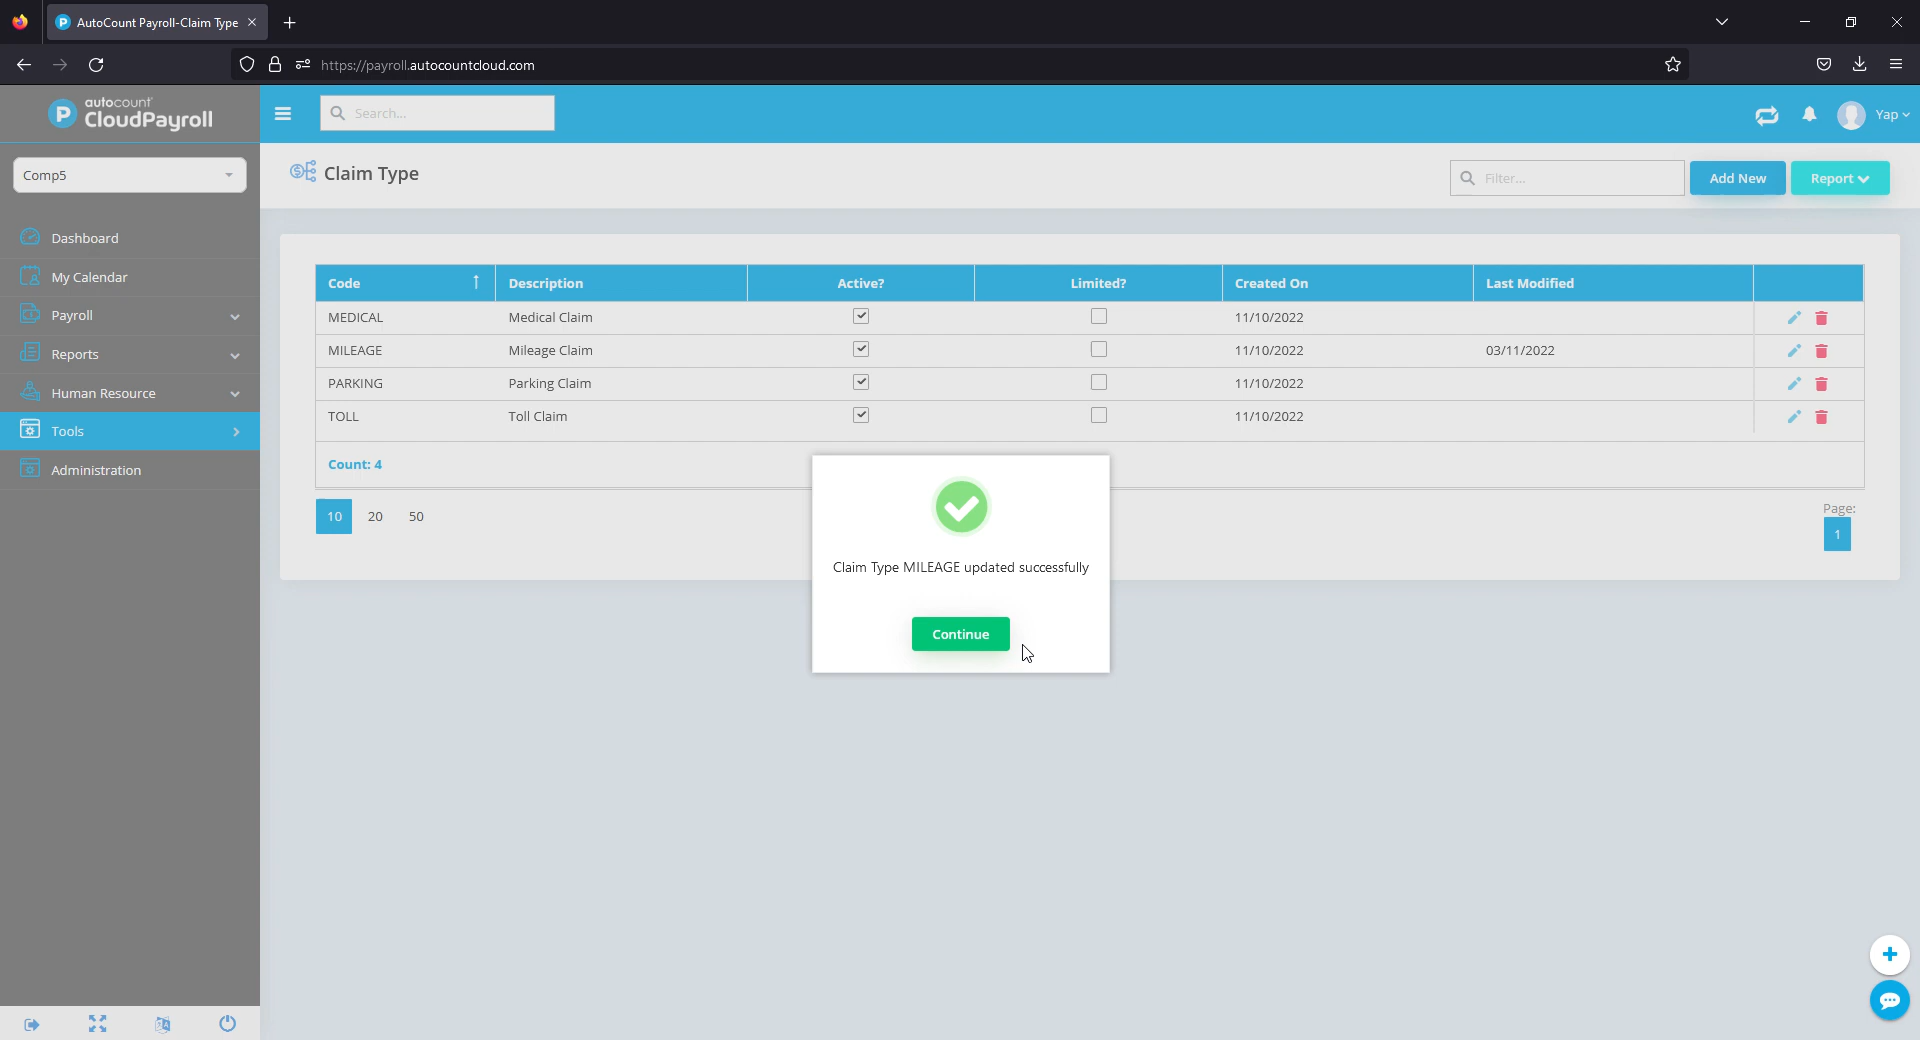 AutoCount Payroll-Claim Type
https://payroll.autocountcloud.com
autocount
CloudPayroll
Search...
Yap
Comp5
Claim Type
Filter...
Add New
Report
Dashboard
My Calendar
Payroll
Reports
Human Resource
Tools
Administration
Code Description Active? Limited? Created On Last Modified
MEDICAL Medical Claim 11/10/2022
MILEAGE Mileage Claim 11/10/2022 03/11/2022
PARKING Parking Claim 11/10/2022
TOLL Toll Claim 11/10/2022
Count: 4
10 20 50
Page:
1
Claim Type MILEAGE updated successfully
Continue